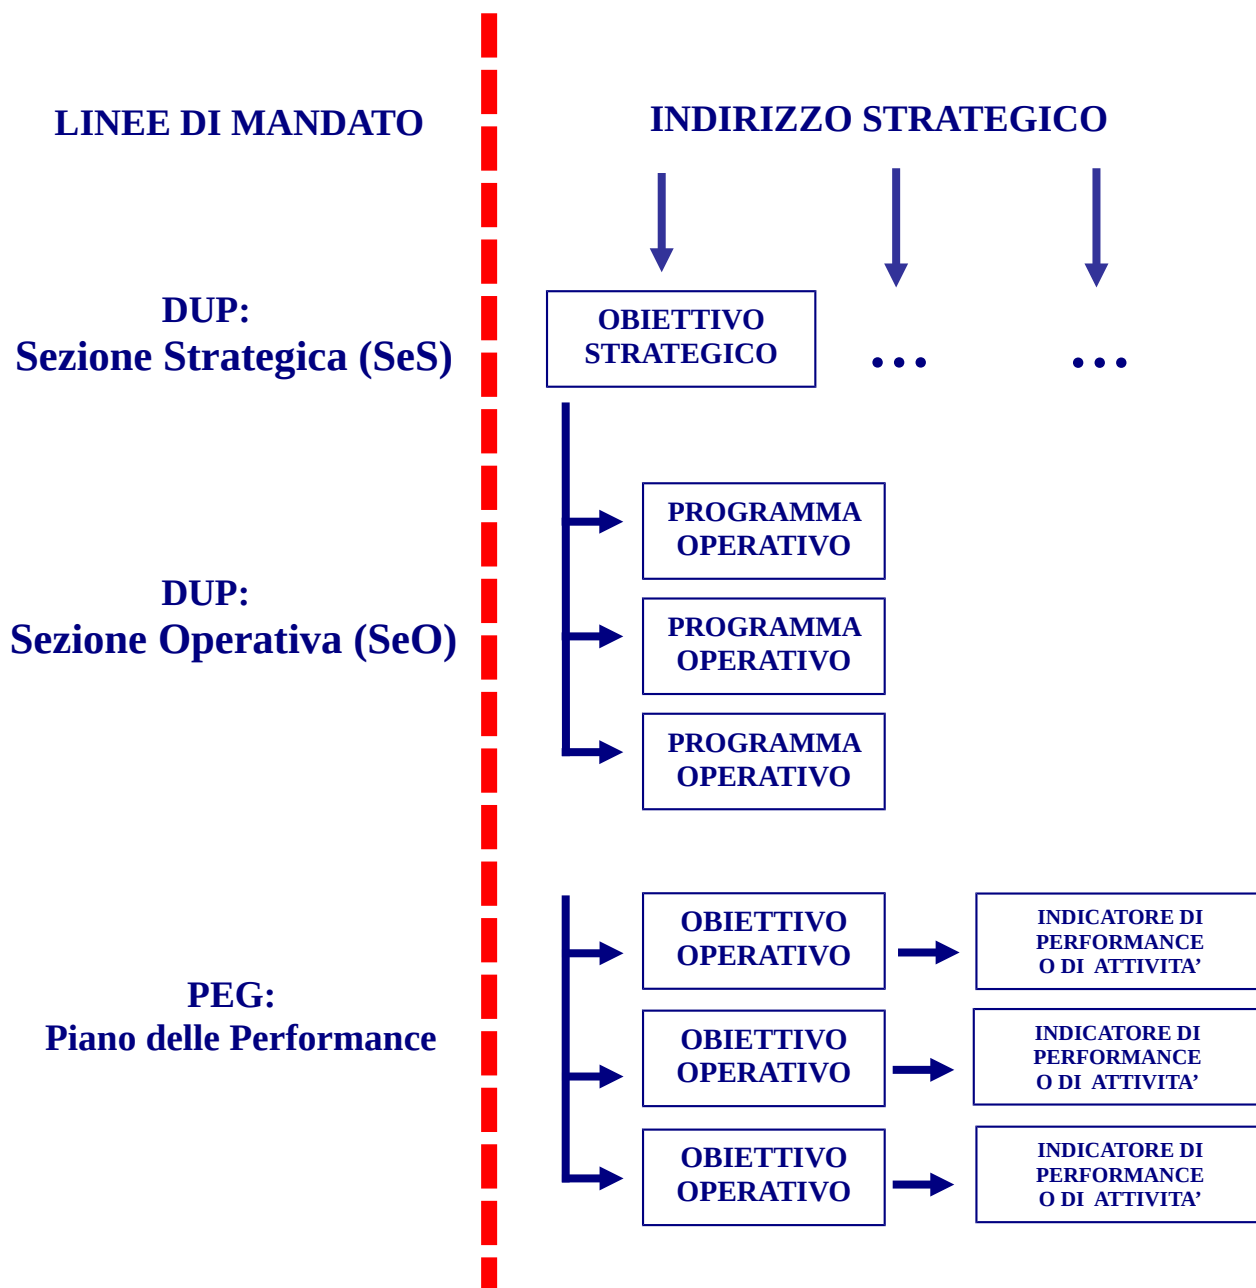 LINEE DI MANDATO
INDIRIZZO STRATEGICO
DUP:
Sezione Strategica (SeS)
OBIETTIVO
STRATEGICO
...
...
DUP:
Sezione Operativa (SeO)
PROGRAMMA
OPERATIVO
PROGRAMMA
OPERATIVO
PROGRAMMA
OPERATIVO
PEG:
Piano delle Performance
OBIETTIVO
OPERATIVO
INDICATORE DI
PERFORMANCE
O DI ATTIVITA’
OBIETTIVO
OPERATIVO
INDICATORE DI
PERFORMANCE
O DI ATTIVITA’
OBIETTIVO
OPERATIVO
INDICATORE DI
PERFORMANCE
O DI ATTIVITA’